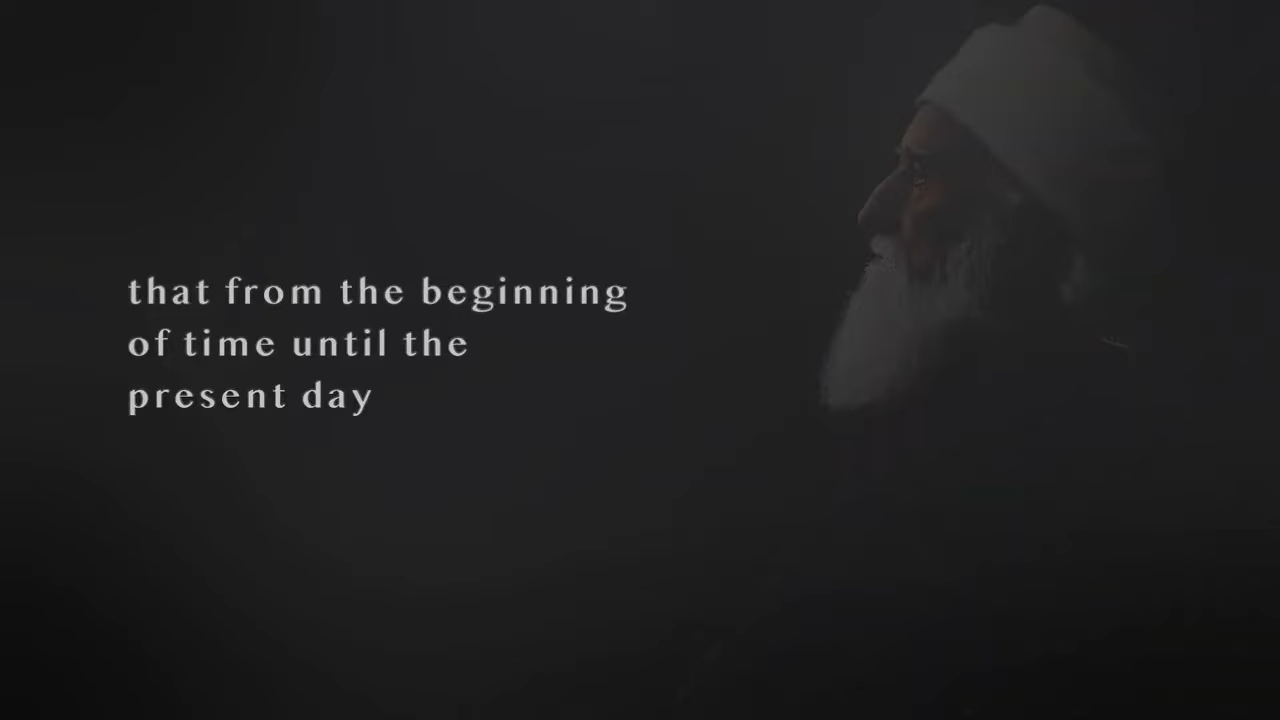 that from the beginning
of time until the
present day